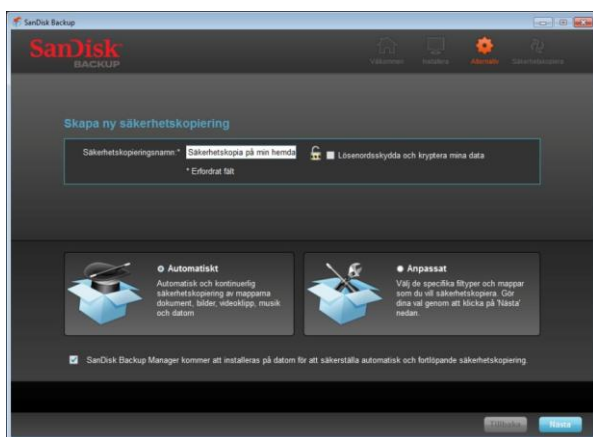 SanDisk Backup
SanDisk
BACKUP
Välkommen Installera Alternativ Säkerhetskopiera
Skapa ny säkerhetskopiering
Säkerhetskopieringsnamn:* Säkerhetskopia på min hemda Lösenordsskydda och kryptera mina data
* Erfordrat fält
Automatiskt
Automatisk och kontinuerlig
säkerhetskopiering av mapparna
dokument, bilder, videoklipp, musik
och datorn
Anpassat
Välj de specifika filtyper och mappar
som du vill säkerhetskopiera. Gör
dina val genom att klicka på 'Nästa'
nedan.
SanDisk Backup Manager kommer att installeras på datorn för att säkerställa automatisk och fortlöpande säkerhetskopiering.
Tillbaka Nästa